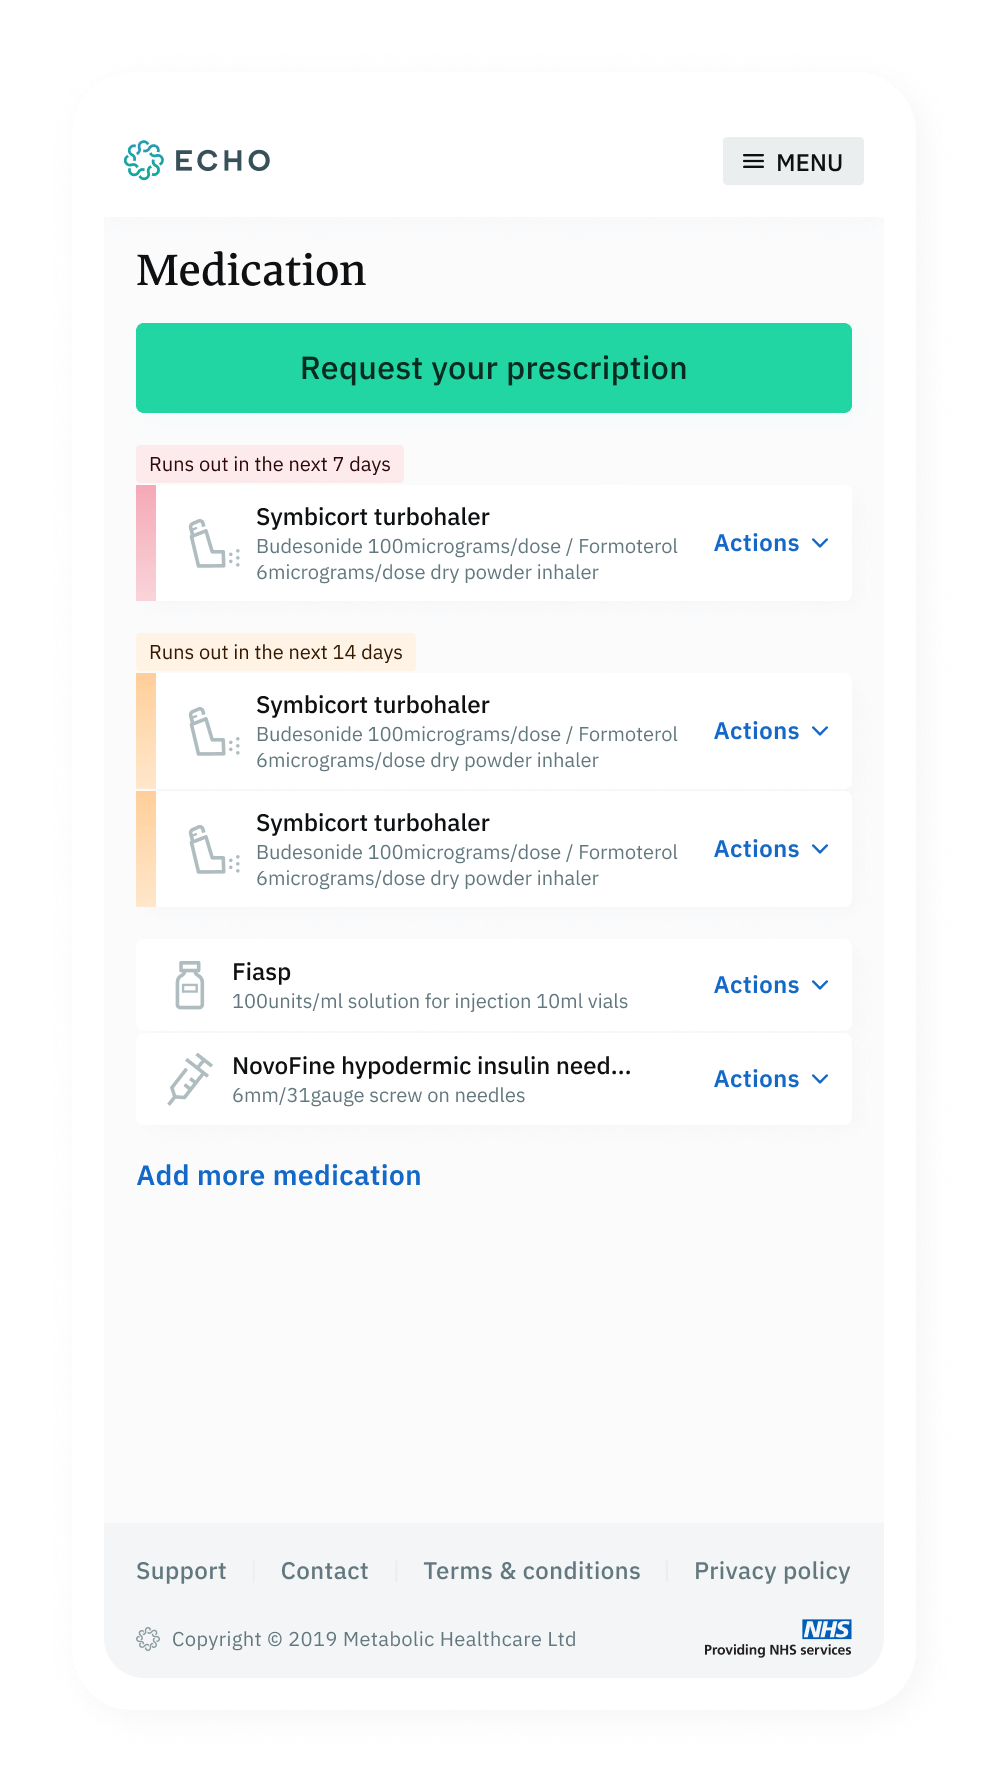 ECHO
MENU
Medication
Request your prescription
Runs out in the next 7 days
Symbicort turbohaler
Budesonide 100micrograms/dose / Formoterol
6micrograms/dose dry powder inhaler
Actions
Runs out in the next 14 days
Symbicort turbohaler
Budesonide 100micrograms/dose / Formoterol
6micrograms/dose dry powder inhaler
Actions
Symbicort turbohaler
Budesonide 100micrograms/dose / Formoterol
6micrograms/dose dry powder inhaler
Actions
Fiasp
100units/ml solution for injection 10ml vials
Actions
NovoFine hypodermic insulin need...
6mm/31gauge screw on needles
Actions
Add more medication
Support
Contact
Terms & conditions
Privacy policy
Copyright © 2019 Metabolic Healthcare Ltd
NHS
Providing NHS services